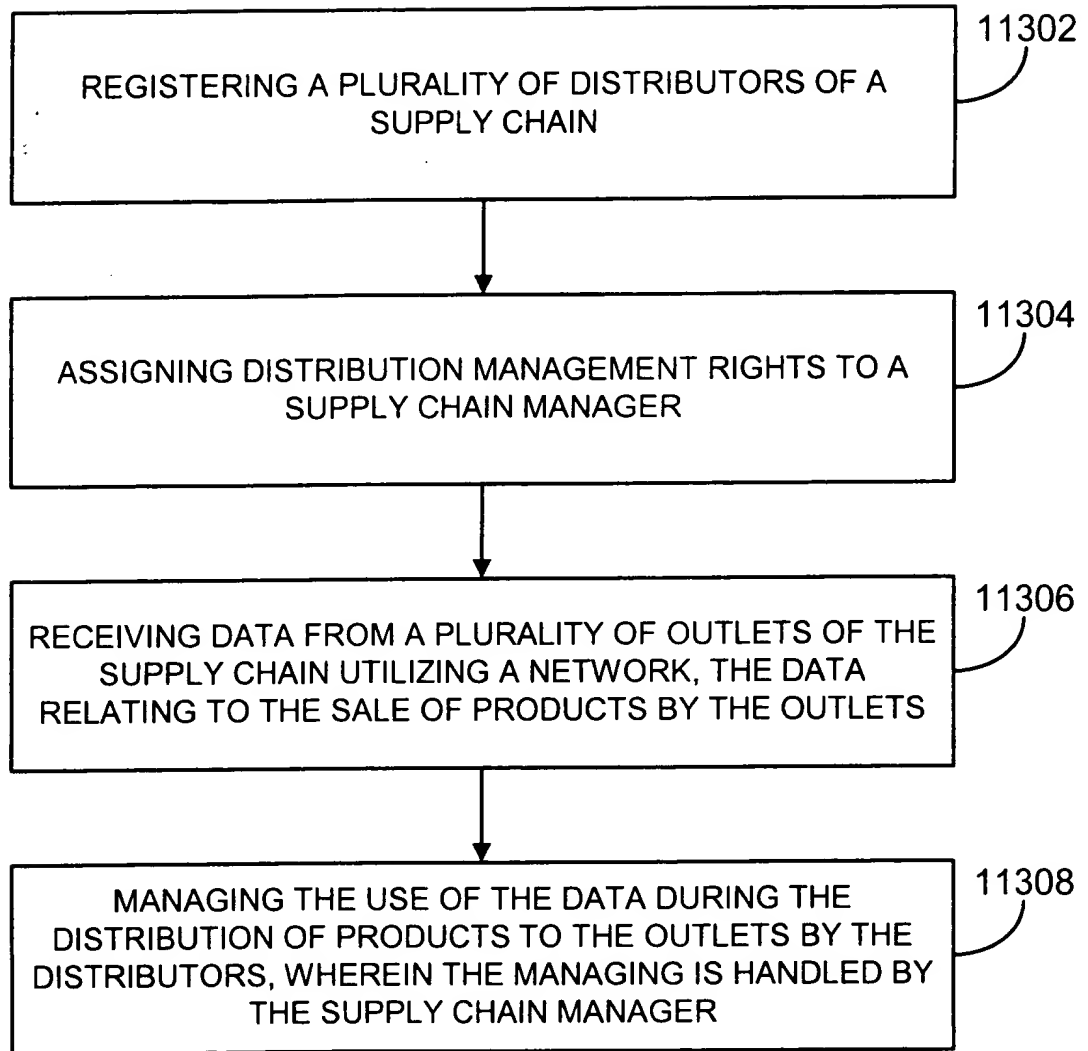 11302
REGISTERING A PLURALITY OF DISTRIBUTORS OF A
SUPPLY CHAIN
11304
ASSIGNING DISTRIBUTION MANAGEMENT RIGHTS TO A
SUPPLY CHAIN MANAGER
11306
RECEIVING DATA FROM A PLURALITY OF OUTLETS OF THE
SUPPLY CHAIN UTILIZING A NETWORK, THE DATA
RELATING TO THE SALE OF PRODUCTS BY THE OUTLETS
11308
MANAGING THE USE OF THE DATA DURING THE
DISTRIBUTION OF PRODUCTS TO THE OUTLETS BY THE
DISTRIBUTORS, WHEREIN THE MANAGING IS HANDLED BY
THE SUPPLY CHAIN MANAGER